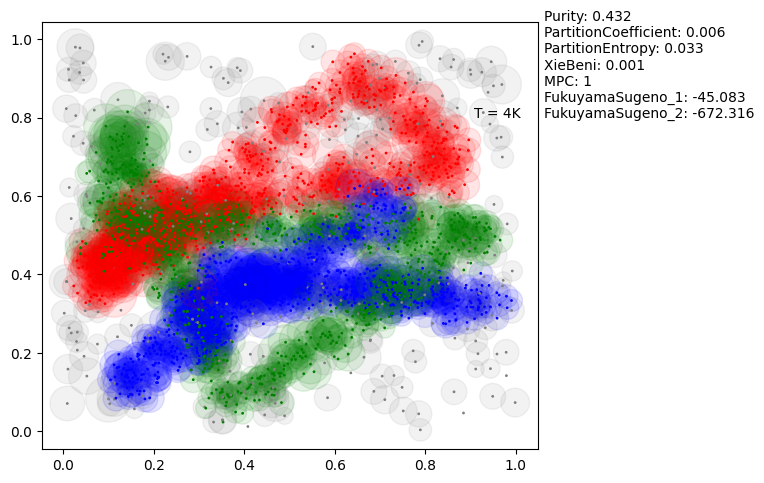 Purity: 0.432
PartitionCoefficient: 0.006
PartitionEntropy: 0.033
XieBeni: 0.001
MPC: 1
FukuyamaSugeno_1: -45.083
FukuyamaSugeno_2: -672.316
T = 4K
1.0
0.8
0.6
0.4
0.2
0.0
0.0 0.2 0.4 0.6 0.8 1.0